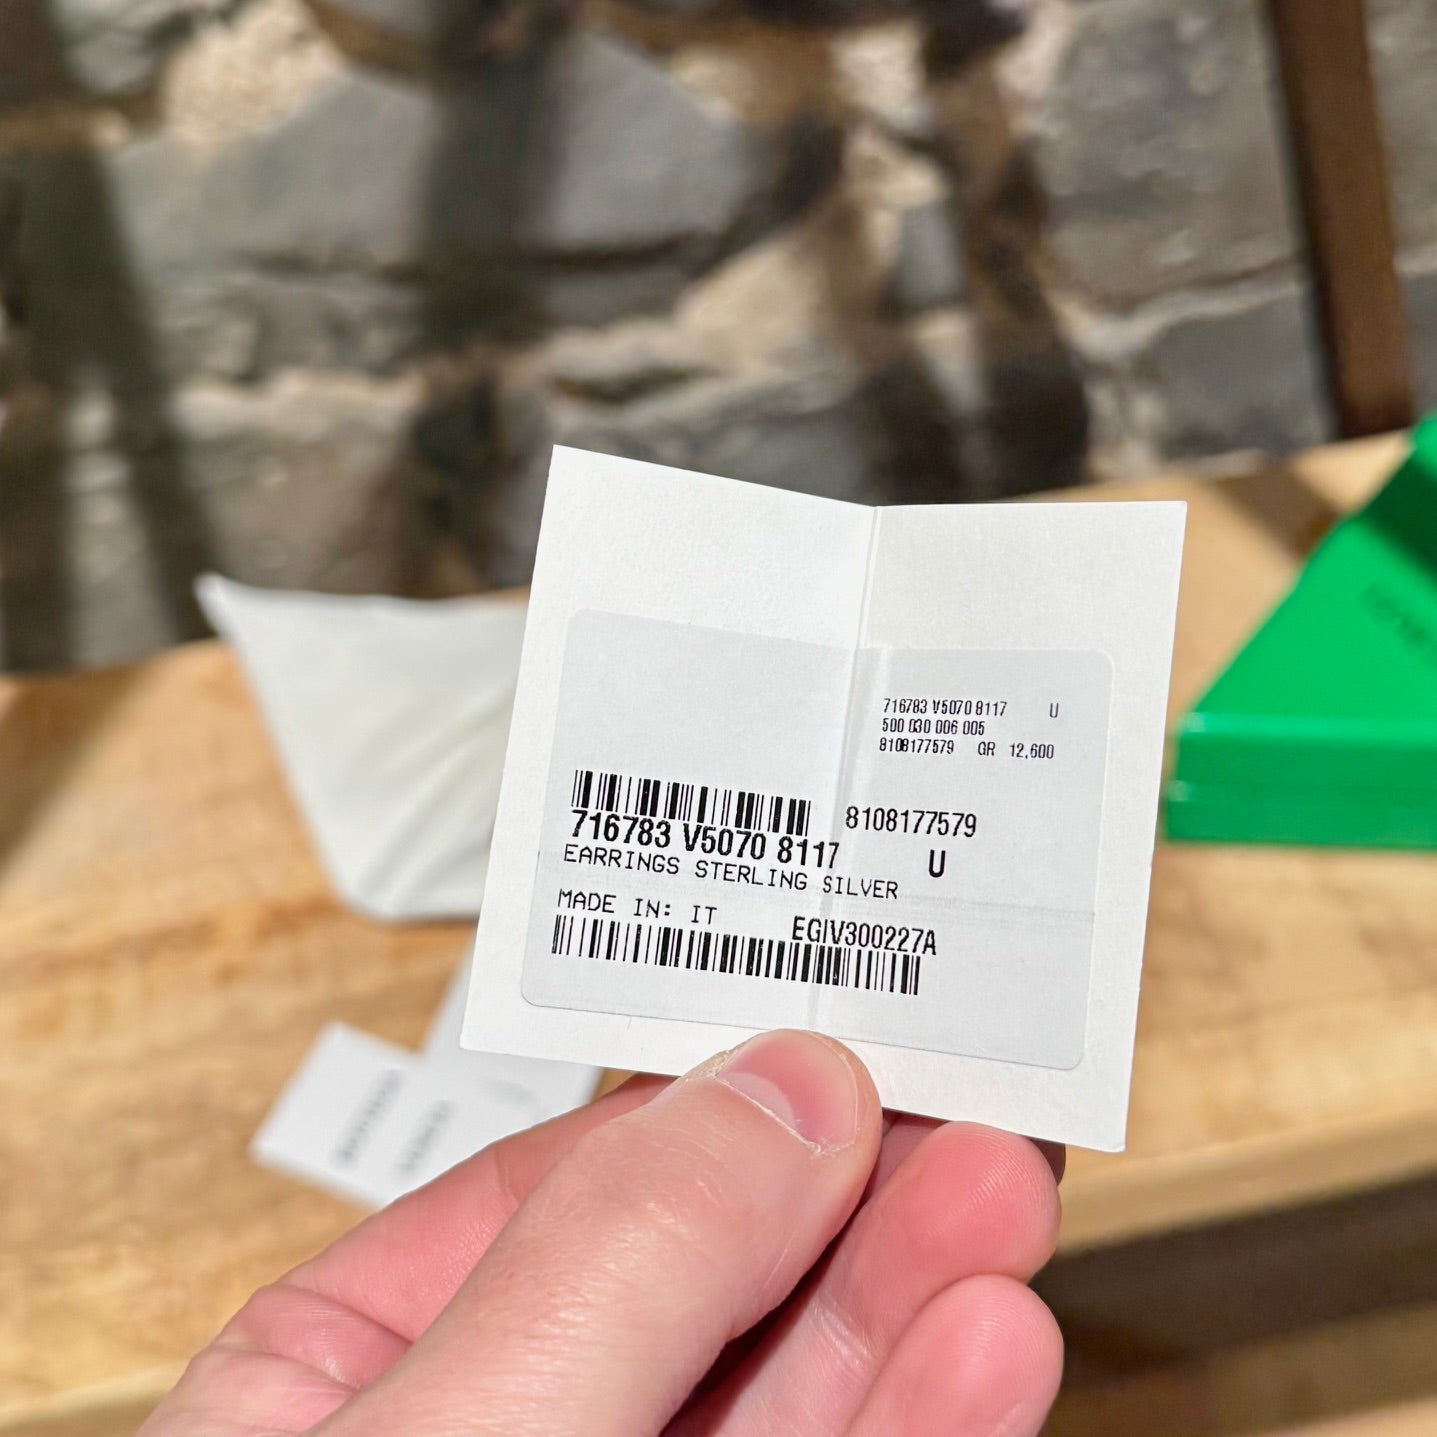 716783 V5070 8117 U
500 030 006 005
8108177579 GR 12,600
8108177579
716783 V5070 8117 U
EARRINGS STERLING SILVER
MADE IN: IT
EGIV300227A